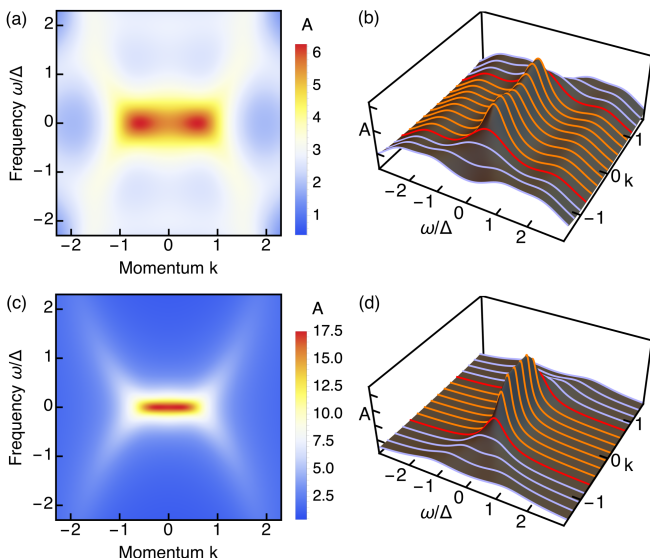 (a)
A
2
1
0
−1
−2
Frequency ω/Δ
−2 −1 0 1 2
Momentum k
6
5
4
3
2
1
(b)
A
−2 −1 0 1 2
ω/Δ
1
0
−1
k
(c)
A
2
1
0
−1
−2
Frequency ω/Δ
−2 −1 0 1 2
Momentum k
17.5
15.0
12.5
10.0
7.5
5.0
2.5
(d)
A
−2 −1 0 1 2
ω/Δ
1
0
−1
k